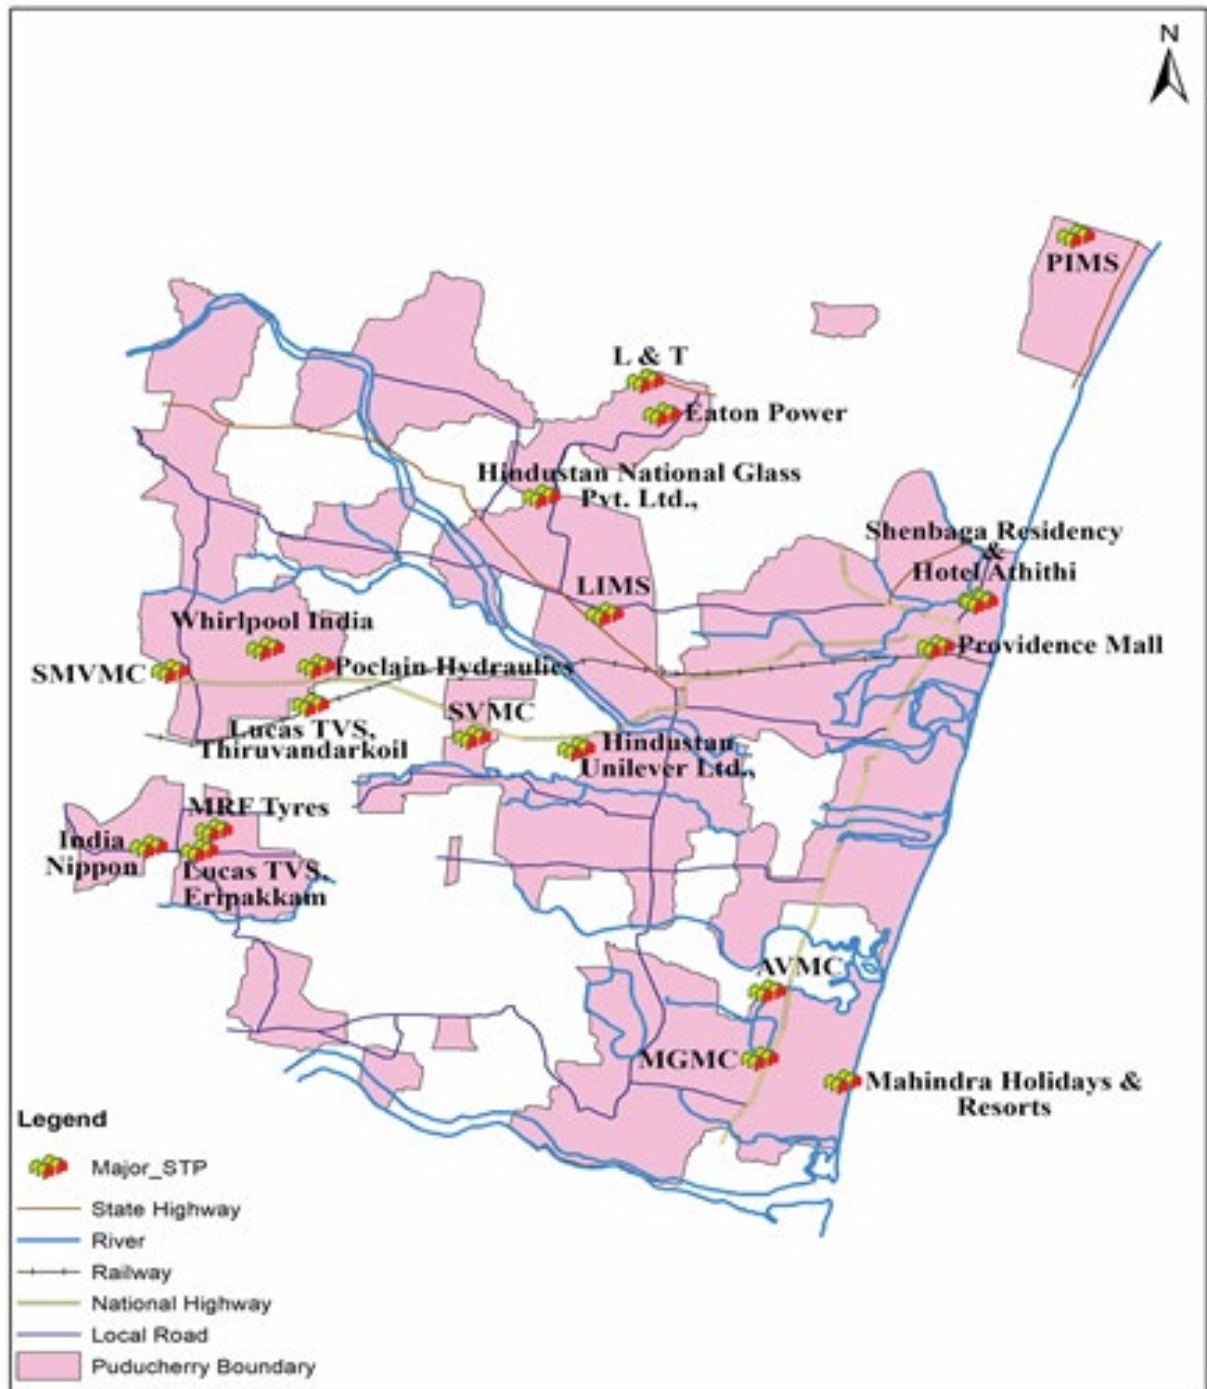 N
PIMS
L & T
Eaton Power
Hindustan National Glass
Pvt. Ltd.,
Shenbaga Residency
&
Hotel Athithi
LIMS
Whirlpool India
Providence Mall
SMVMC
Poclain Hydraulics
SVMC
Lucas TVS,
Thiruvandarkoil
Hindustan
Unilever Ltd.,
MRF Tyres
India
Nippon
Lucas TVS,
Eripakkam
AVMC
MGMC
Mahindra Holidays &
Resorts
Legend
Major_STP
State Highway
River
Railway
National Highway
Local Road
Puducherry Boundary